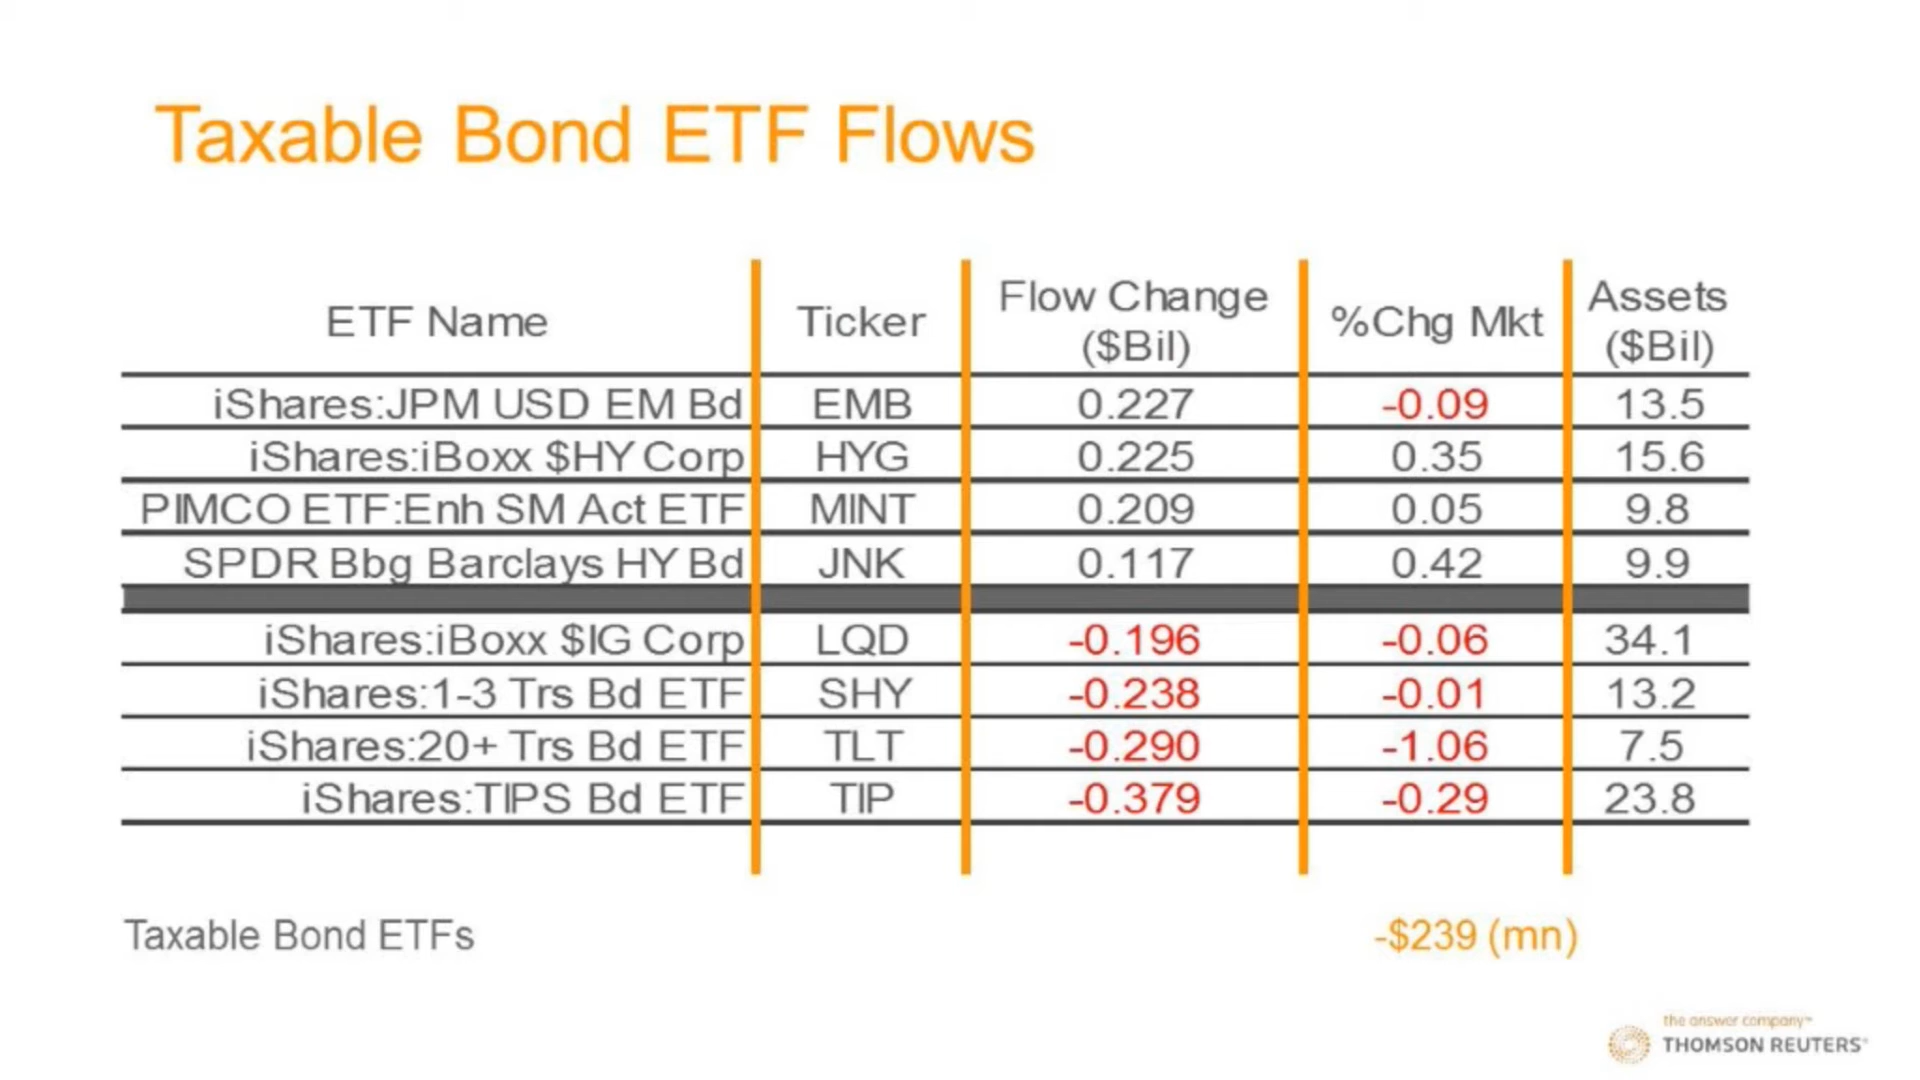 Taxable Bond ETF Flows
ETF Name Ticker Flow Change ($Bil) %Chg Mkt Assets ($Bil)
iShares:JPM USD EM Bd EMB 0.227 -0.09 13.5
iShares:iBoxx $HY Corp HYG 0.225 0.35 15.6
PIMCO ETF:Enh SM Act ETF MINT 0.209 0.05 9.8
SPDR Bbg Barclays HY Bd JNK 0.117 0.42 9.9
iShares:iBoxx $IG Corp LQD -0.196 -0.06 34.1
iShares:1-3 Trs Bd ETF SHY -0.238 -0.01 13.2
iShares:20+ Trs Bd ETF TLT -0.290 -1.06 7.5
iShares:TIPS Bd ETF TIP -0.379 -0.29 23.8
Taxable Bond ETFs -$239 (mn)
the answer company™
THOMSON REUTERS®